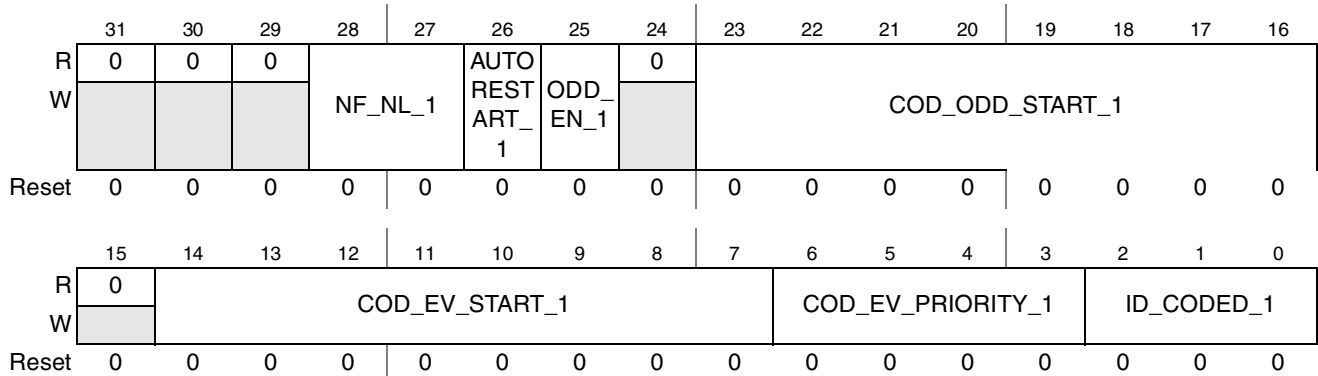 31 30 29 28 27 26 25 24 23 22 21 20 19 18 17 16
R 0 0 0 NF_NL_1 AUTO ODD_ 0 COD_ODD_START_1
W REST EN_1
ART_
1
Reset 0 0 0 0 0 0 0 0 0 0 0 0 0 0 0 0
15 14 13 12 11 10 9 8 7 6 5 4 3 2 1 0
R 0 COD_EV_START_1 COD_EV_PRIORITY_1 ID_CODED_1
W
Reset 0 0 0 0 0 0 0 0 0 0 0 0 0 0 0 0